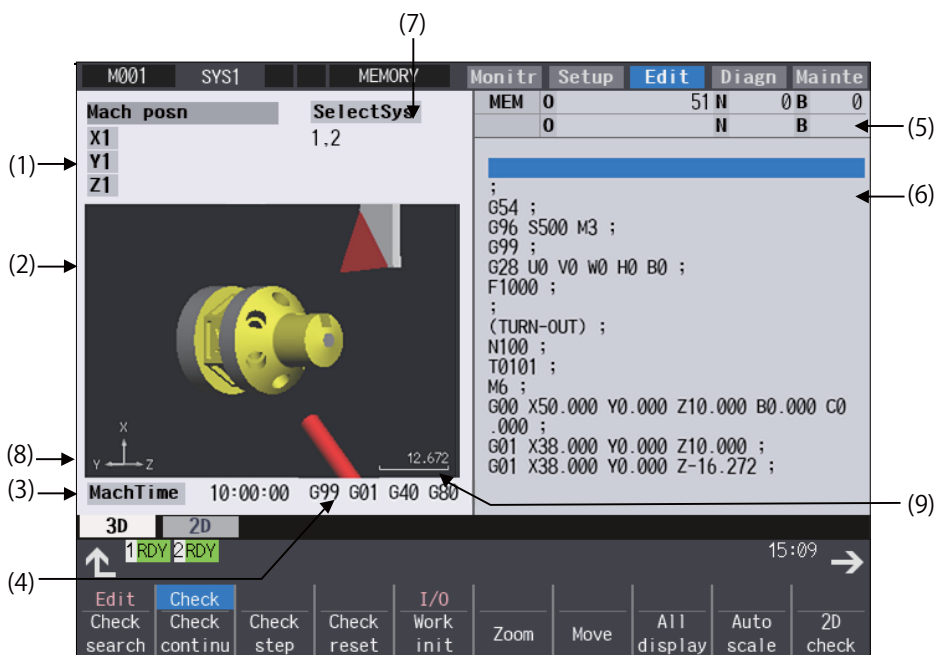 (7)
M001 SYS1 MEMORY Monitr Setup Edit Diagn Mainte
Mach posn SelectSys
X1 1,2
Y1
Z1
MEM O 51 N 0 B 0
O N B
(5)
(1)
(6)
;
G54 ;
G96 S500 M3 ;
G99 ;
G28 U0 V0 W0 H0 B0 ;
F1000 ;
;
(TURN-OUT) ;
N100 ;
T0101 ;
M6 ;
G00 X50.000 Y0.000 Z10.000 B0.000 C0
.000 ;
G01 X38.000 Y0.000 Z10.000 ;
G01 X38.000 Y0.000 Z-16.272 ;
(2)
X
Y Z
12.672
(8)
(3)
MachTime 10:00:00 G99 G01 G40 G80
(9)
3D 2D
1 RDY 2 RDY
15:09
(4)
Edit Check I/O
Check search
Check continu
Check step
Check reset
Work init
Zoom
Move
All display
Auto scale
2D check